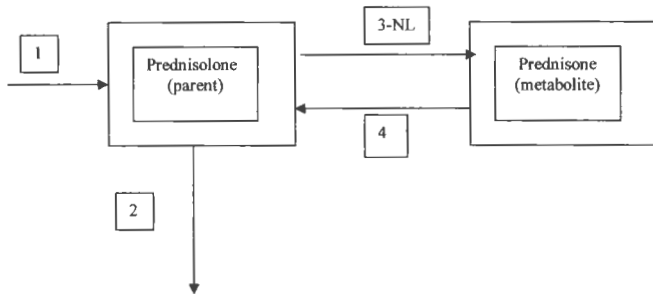 1
3-NL
Prednisolone
(parent)
Prednisone
(metabolite)
4
2